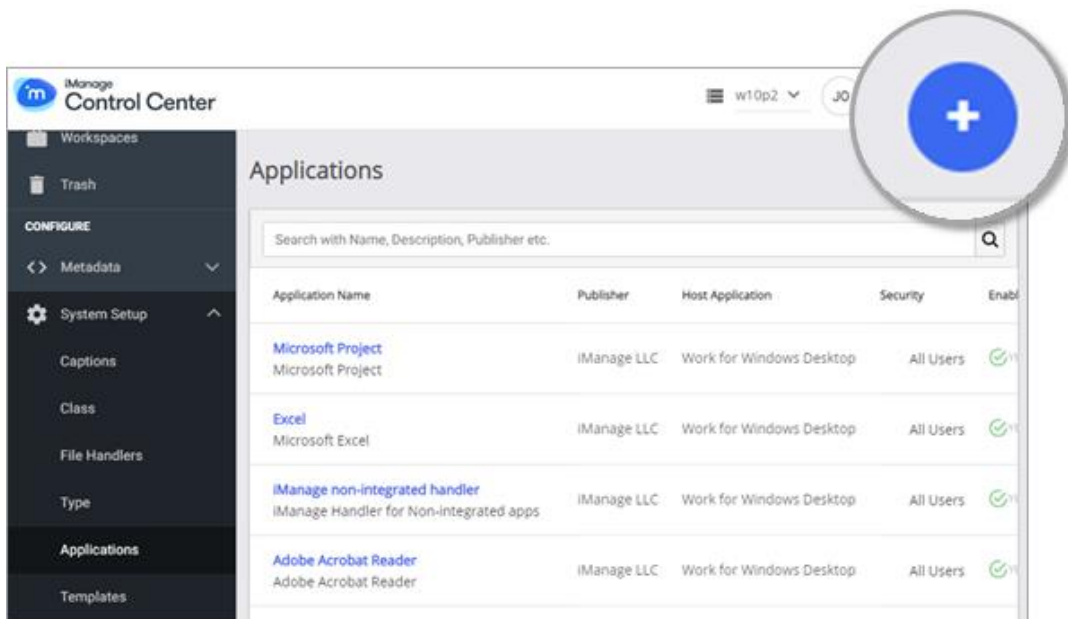 iManage
Control Center
w10p2
JO
Workspaces
Trash
CONFIGURE
Metadata
System Setup
Captions
Class
File Handlers
Type
Applications
Templates
Applications
Search with Name, Description, Publisher etc.
Application Name Publisher Host Application Security Enabl
Microsoft Project iManage LLC Work for Windows Desktop All Users
Microsoft Project
Excel iManage LLC Work for Windows Desktop All Users
Microsoft Excel
iManage non-integrated handler iManage LLC Work for Windows Desktop All Users
iManage Handler for Non-integrated apps
Adobe Acrobat Reader iManage LLC Work for Windows Desktop All Users
Adobe Acrobat Reader